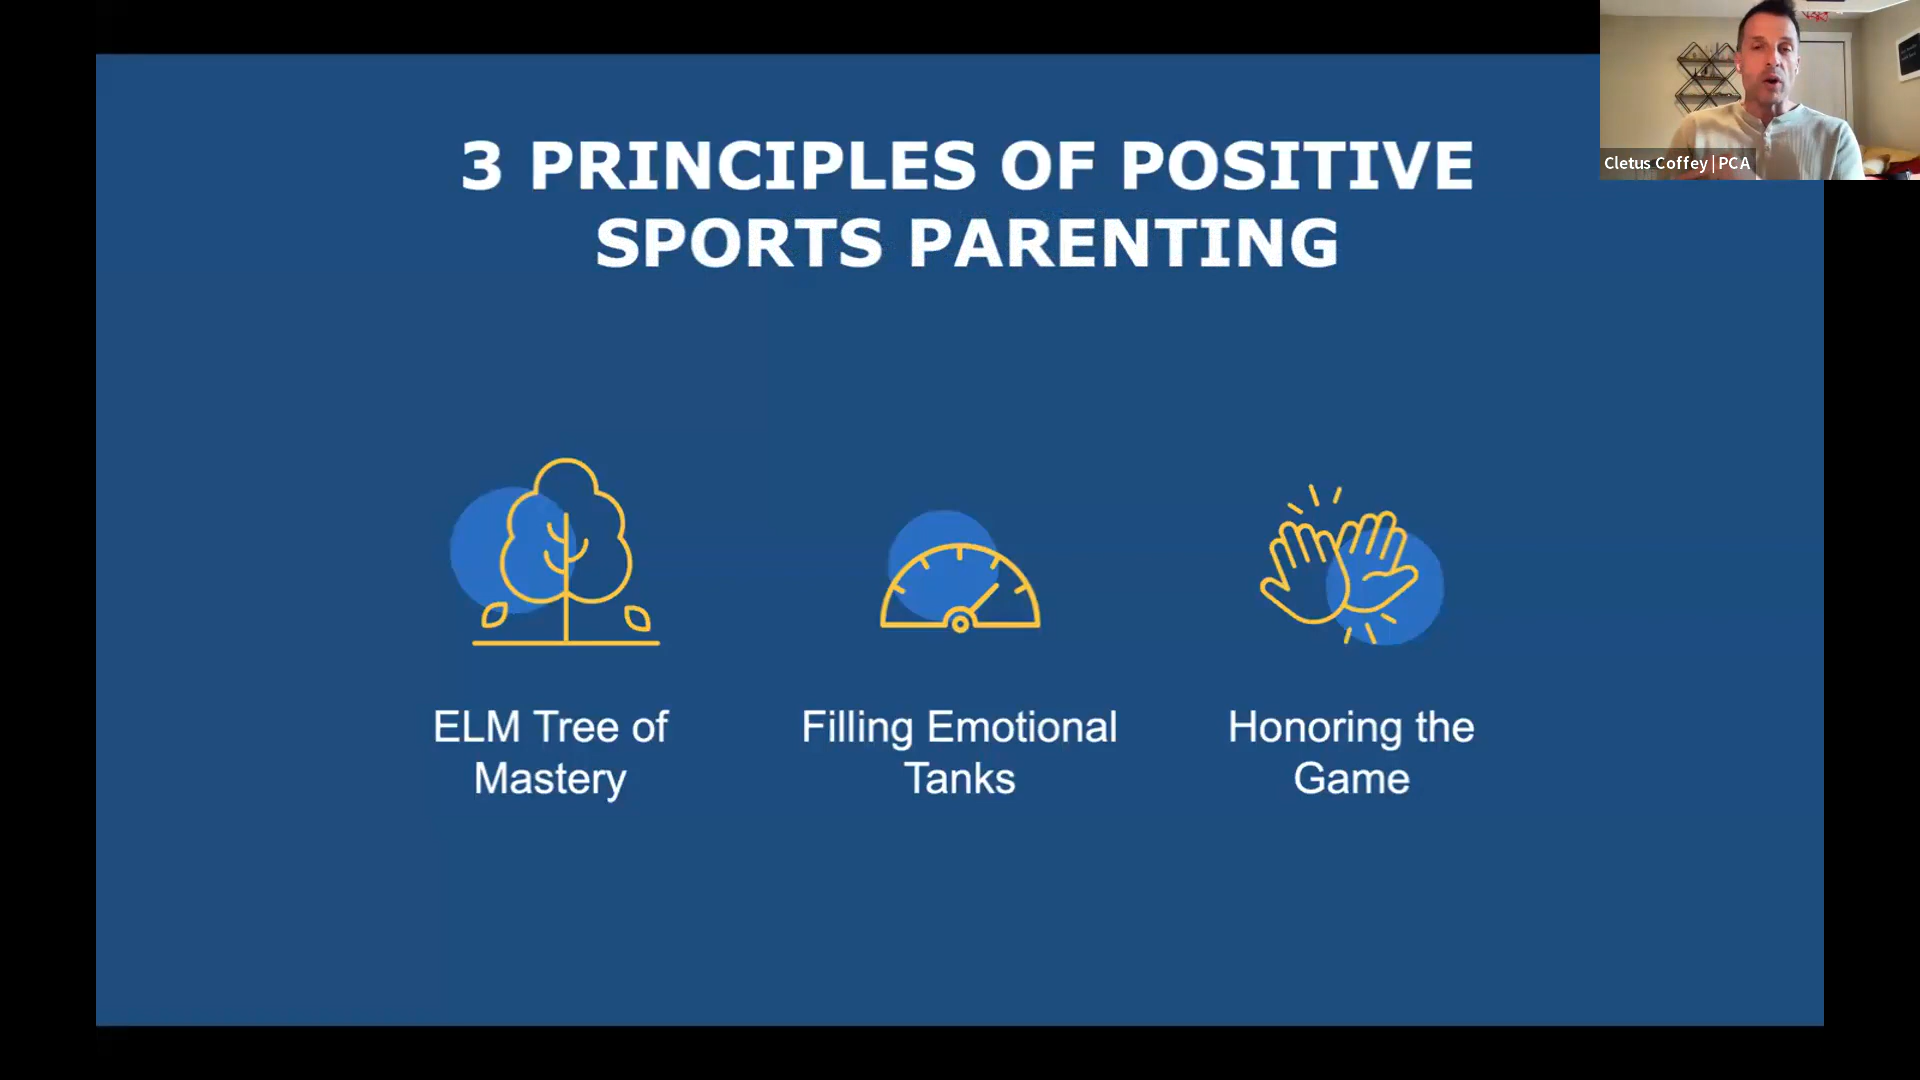 3 PRINCIPLES OF POSITIVE
SPORTS PARENTING
ELM Tree of
Mastery
Filling Emotional
Tanks
Honoring the
Game
Cletus Coffey | PCA